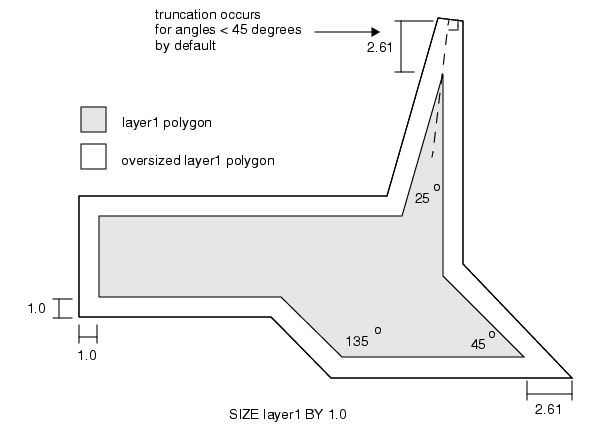 truncation occurs
for angles < 45 degrees
by default
2.61
layer1 polygon
oversized layer1 polygon
25°
1.0
1.0
135°
45°
2.61
SIZE layer1 BY 1.0